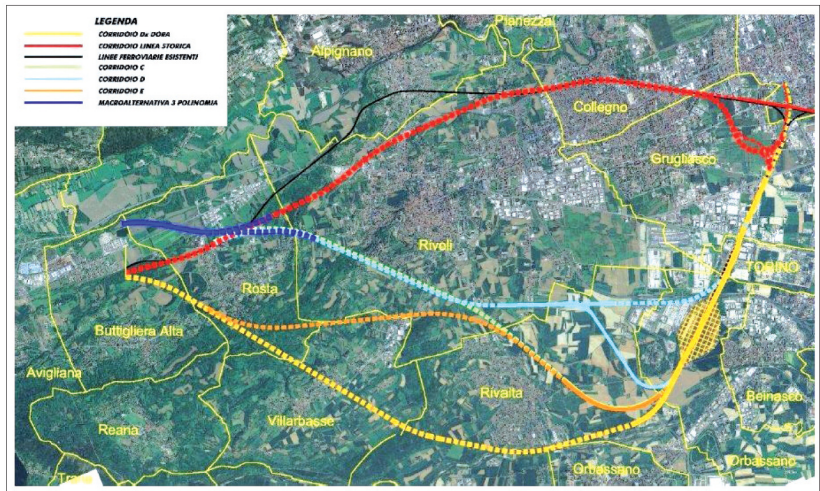 LEGENDA
CORRIDOIO Dx DORA
CORRIDOIO LINEA STORICA
LINEE FERROVIARIE ESISTENTI
CORRIDOIO C
CORRIDOIO D
CORRIDOIO E
MACROALTERNATIVA 3 POLINOMIA
Pianezza
Alpignano
Collegno
Grugliasco
Rivoli
TORINO
Rosta
Buttigliera Alta
Avigliana
Rivalta
Beinasco
Villarbasse
Reana
Orbassano
Orbassano
Trana